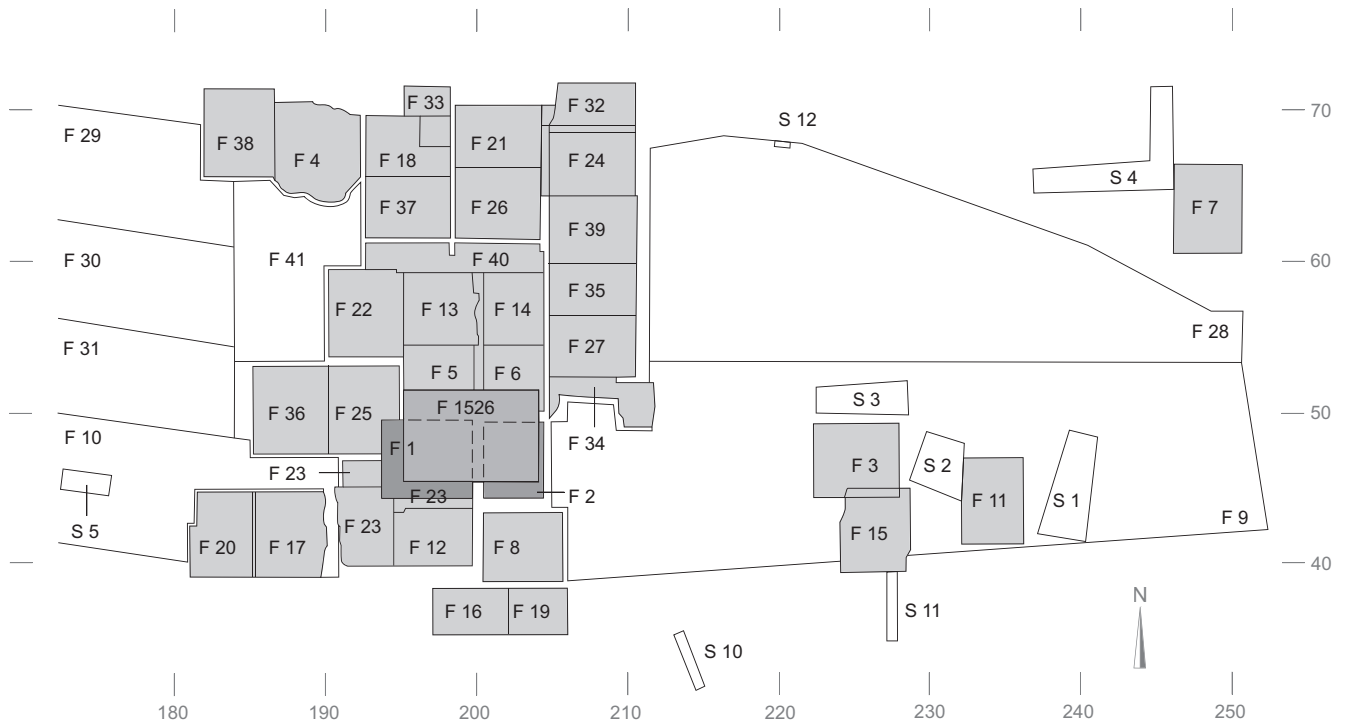 F 33
F 32
70
S 12
F 29
F 38
F 4
F 18
F 21
F 24
S 4
F 37
F 26
F 7
F 39
F 30
F 41
F 40
60
F 35
F 22
F 13
F 14
F 28
F 31
F 27
F 5
F 6
S 3
F 36
F 25
F 1526
50
F 10
F 1
F 34
F 23
F 3
S 2
F 23
F 2
F 11
S 1
S 5
F 23
F 9
F 20
F 17
F 12
F 8
F 15
40
N
F 16
F 19
S 11
S 10
180
190
200
210
220
230
240
250